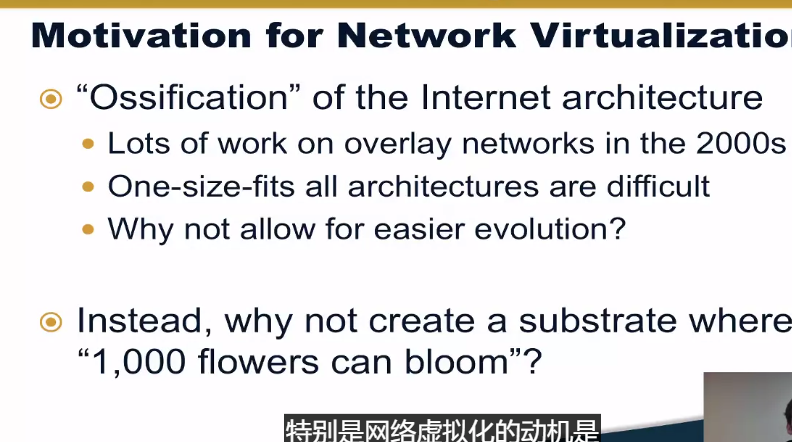 Motivation for Network Virtualizatio
“Ossification” of the Internet architecture
Lots of work on overlay networks in the 2000s
One-size-fits all architectures are difficult
Why not allow for easier evolution?
Instead, why not create a substrate where
“1,000 flowers can bloom”?
特别是网络虚拟化的动机是